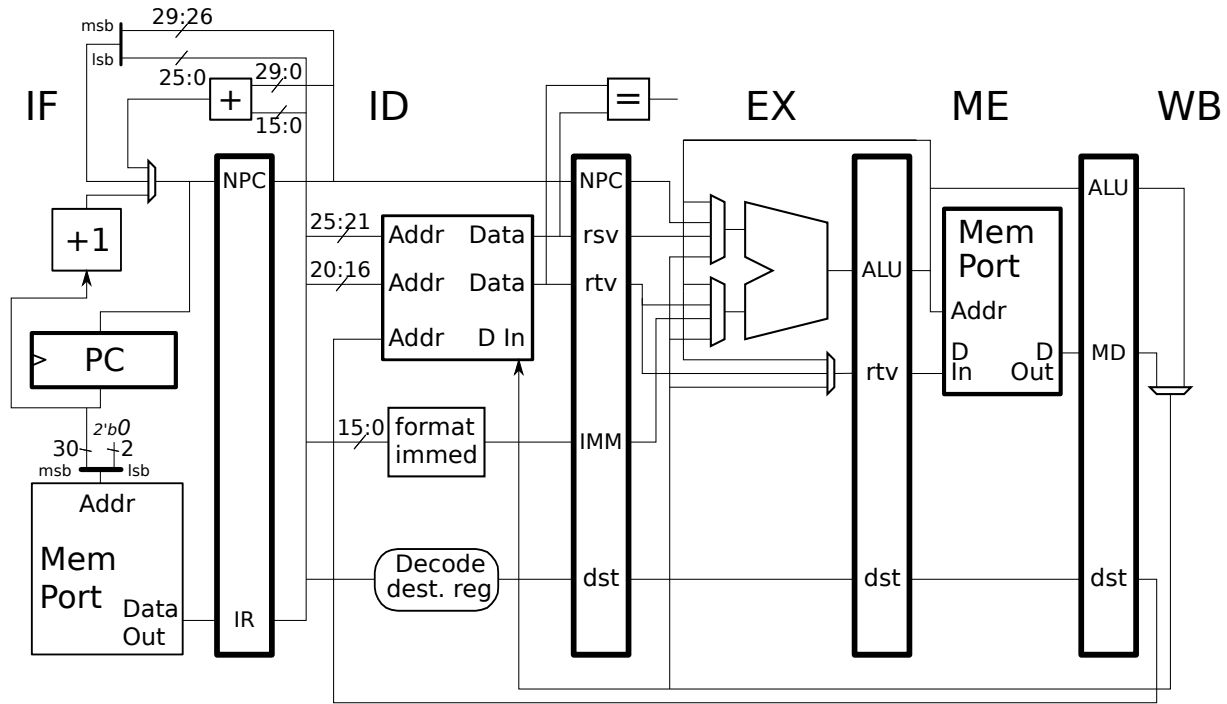 msb
lsb
29:26
25:0
29:0
15:0
+
=
IF
ID
EX
ME
WB
NPC
IR
+1
PC
30
2'b0
2
msb
lsb
Addr
Mem
Port
Data
Out
25:21
20:16
Addr
Data
Addr
Data
Addr
D In
15:0
format
immed
Decode
dest. reg
NPC
rsv
rtv
IMM
dst
ALU
rtv
dst
Mem
Port
Addr
D
In
D
Out
ALU
MD
dst